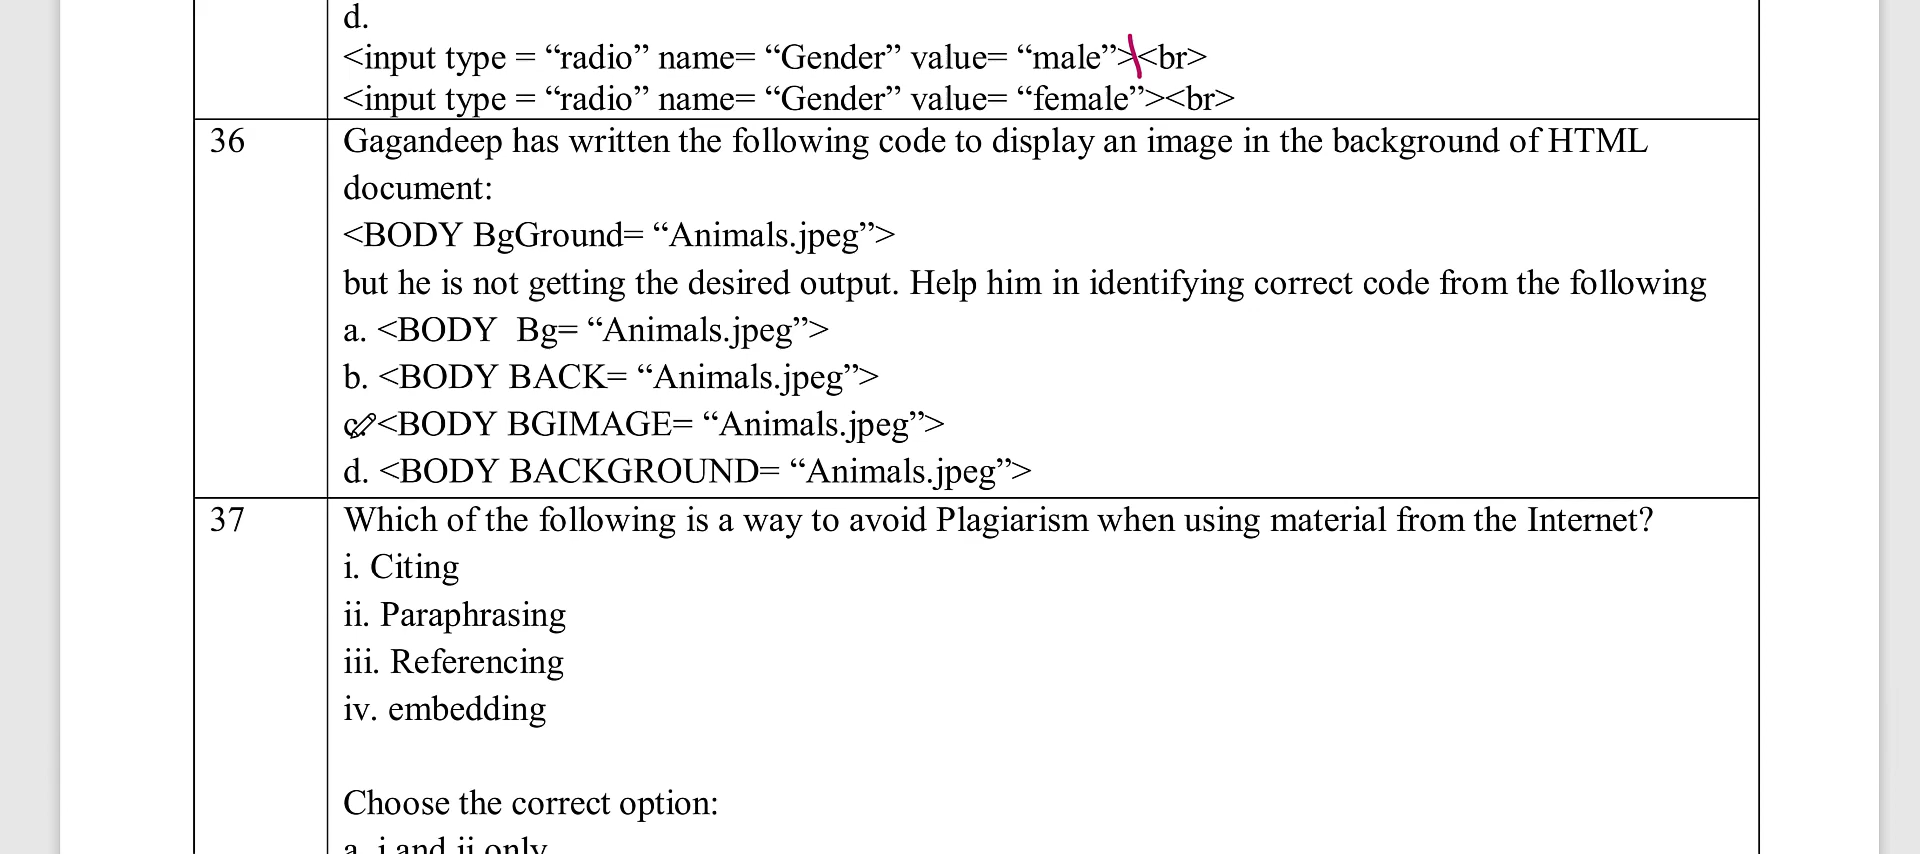 d.
<input type = “radio” name= “Gender” value= “male”><br>
<input type = “radio” name= “Gender” value= “female”><br>
36
Gagandeep has written the following code to display an image in the background of HTML
document:
<BODY BgGround= “Animals.jpeg”>
but he is not getting the desired output. Help him in identifying correct code from the following
a. <BODY  Bg= “Animals.jpeg”>
b. <BODY BACK= “Animals.jpeg”>
c. <BODY BGIMAGE= “Animals.jpeg”>
d. <BODY BACKGROUND= “Animals.jpeg”>
37
Which of the following is a way to avoid Plagiarism when using material from the Internet?
i. Citing
ii. Paraphrasing
iii. Referencing
iv. embedding
Choose the correct option:
a. i and ii only